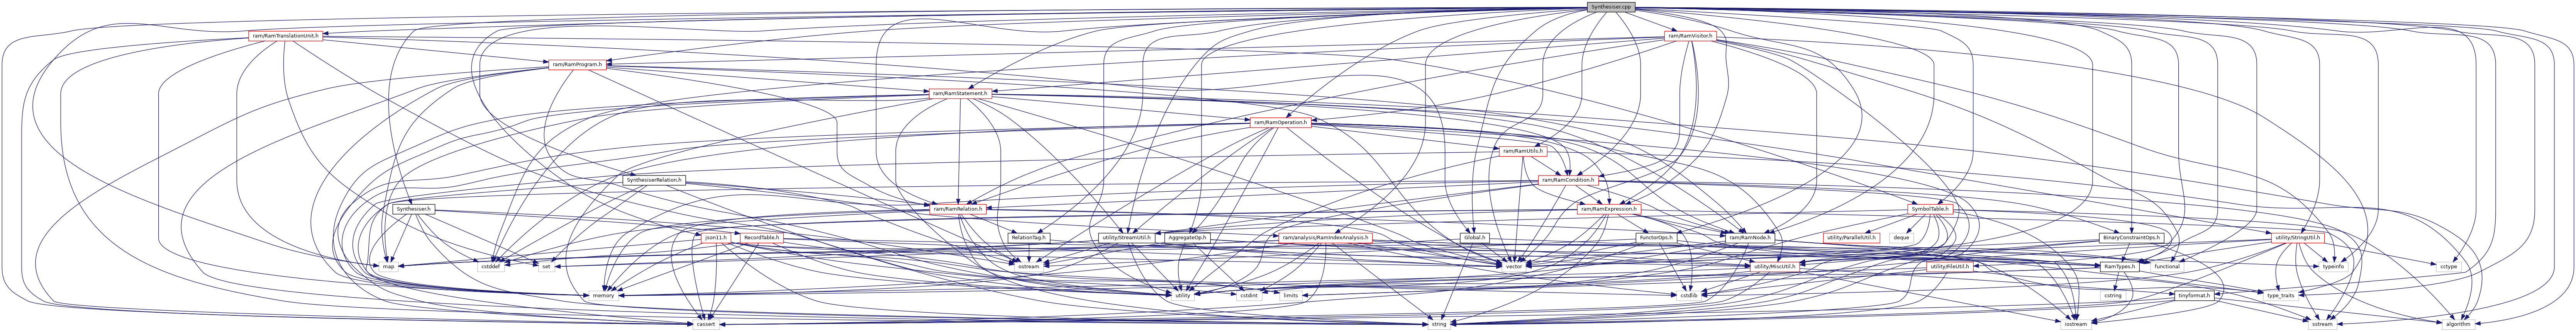 Synthesiser.cpp
ram/RamTranslationUnit.h
ram/RamVisitor.h
ram/RamProgram.h
ram/RamStatement.h
ram/RamOperation.h
ram/RamUtils.h
SynthesiserRelation.h
ram/RamCondition.h
Synthesiser.h
ram/RamRelation.h
ram/RamExpression.h
SymbolTable.h
json11.h
RecordTable.h
ram/analysis/RamIndexAnalysis.h
RelationTag.h
utility/StreamUtil.h
AggregateOp.h
Global.h
FunctorOps.h
ram/RamNode.h
utility/ParallelUtil.h
deque
BinaryConstraintOps.h
utility/StringUtil.h
map
cstddef
set
ostream
vector
utility/MiscUtil.h
utility/FileUtil.h
RamTypes.h
functional
typeinfo
cctype
memory
utility
cstdint
limits
cstdlib
cstring
tinyformat.h
type_traits
cassert
string
iostream
sstream
algorithm